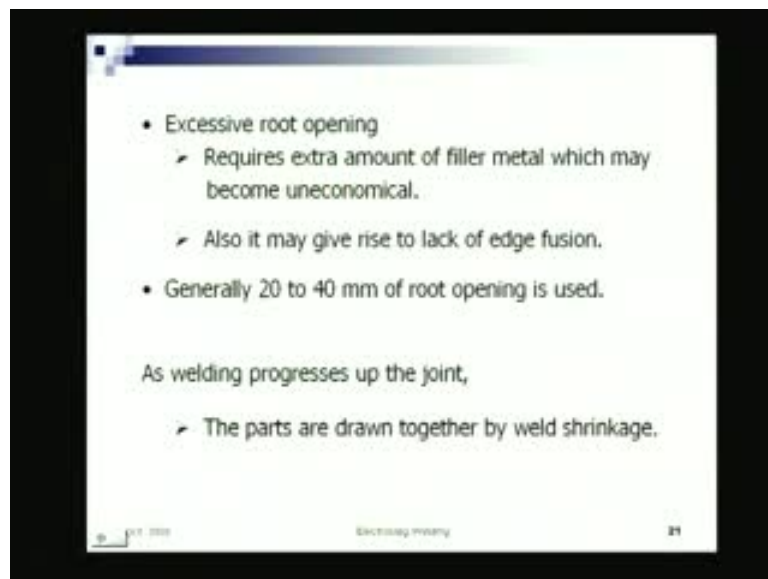 Excessive root opening
Requires extra amount of filler metal which may
become uneconomical.
Also it may give rise to lack of edge fusion.
Generally 20 to 40 mm of root opening is used.
As welding progresses up the joint,
The parts are drawn together by weld shrinkage.
Electroslag Welding